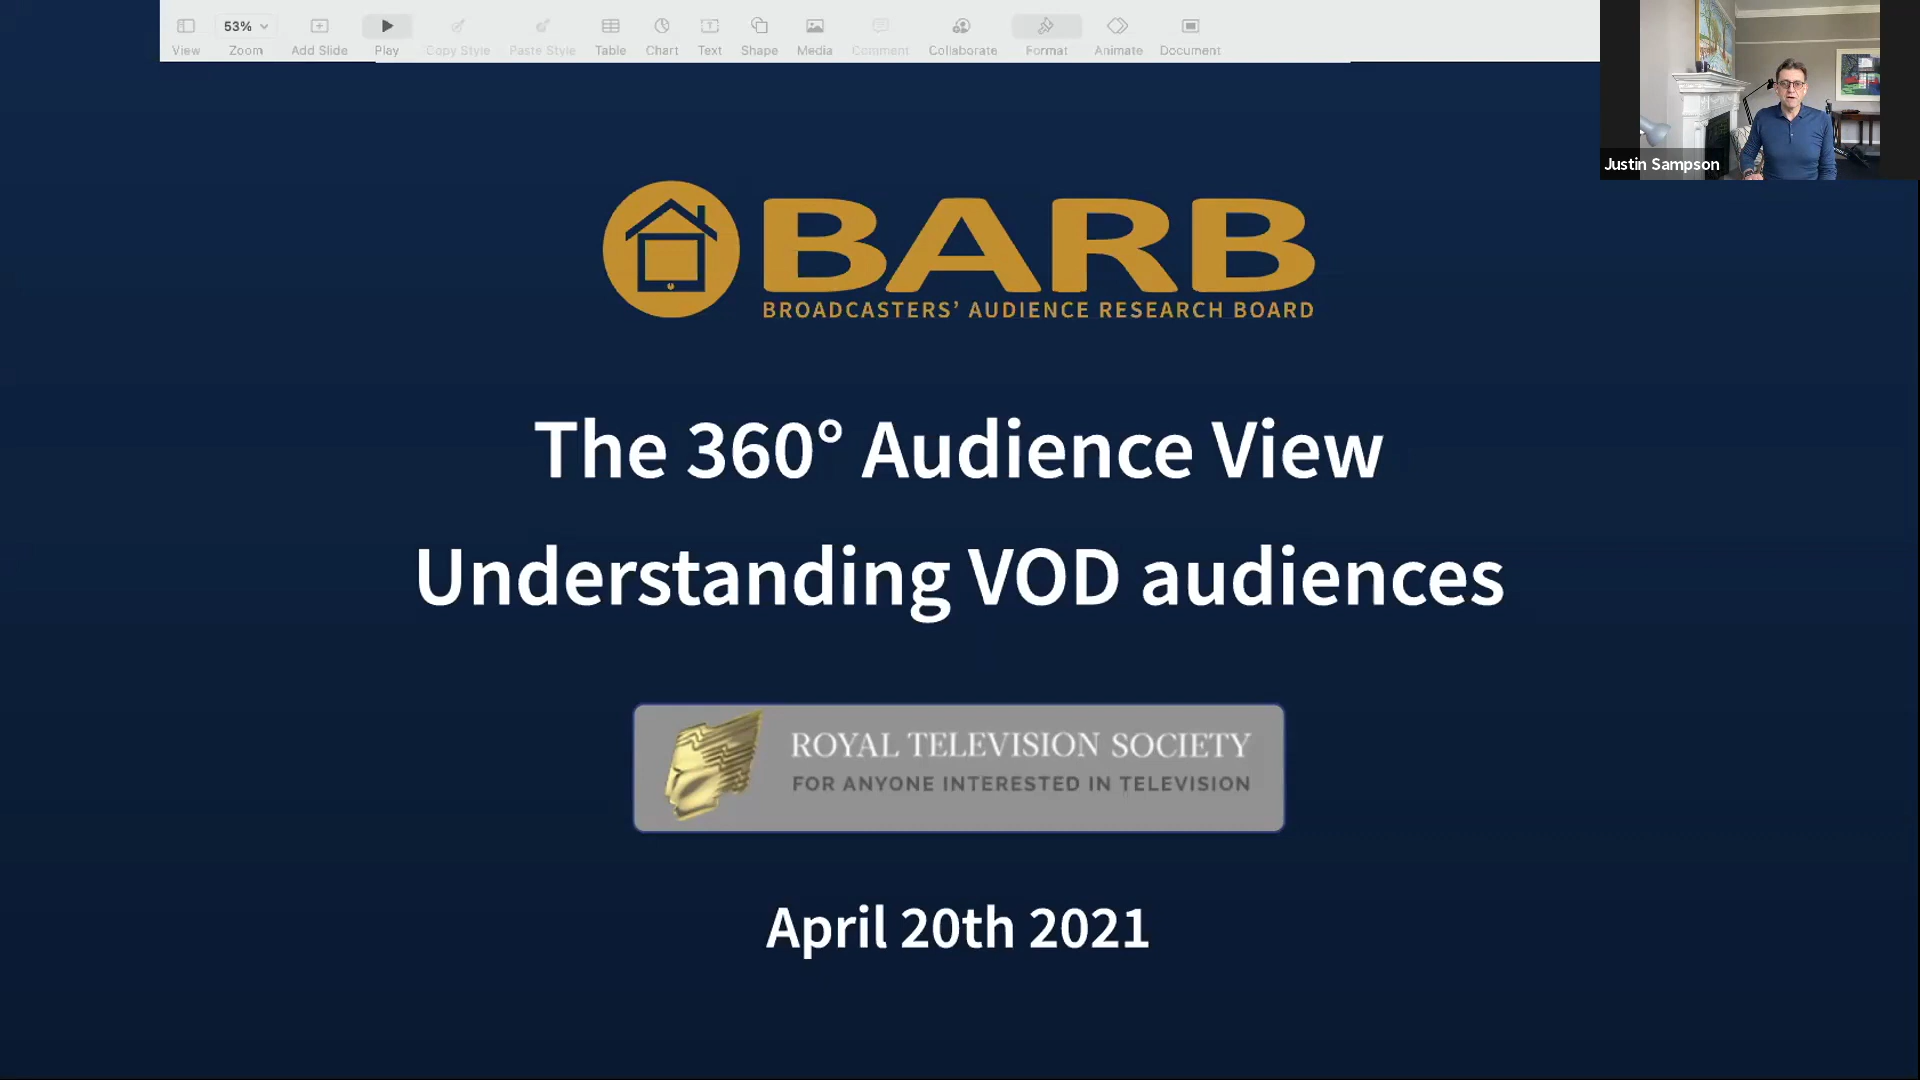 53%
View Zoom Add Slide Play Copy Style Paste Style Table Chart Text Shape Media Comment Collaborate Format Animate Document
Justin Sampson
BARB
BROADCASTERS' AUDIENCE RESEARCH BOARD
The 360° Audience View
Understanding VOD audiences
ROYAL TELEVISION SOCIETY
FOR ANYONE INTERESTED IN TELEVISION
April 20th 2021